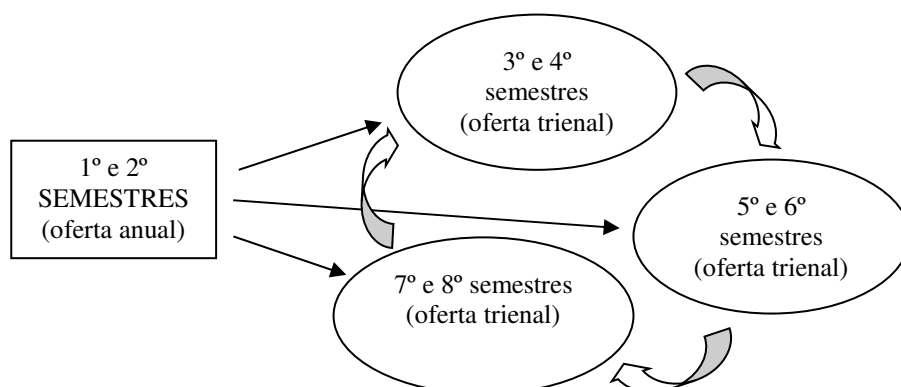 3º e 4º
semestres
(oferta trienal)
1º e 2º
SEMESTRES
(oferta anual)
5º e 6º
semestres
(oferta trienal)
7º e 8º semestres
(oferta trienal)